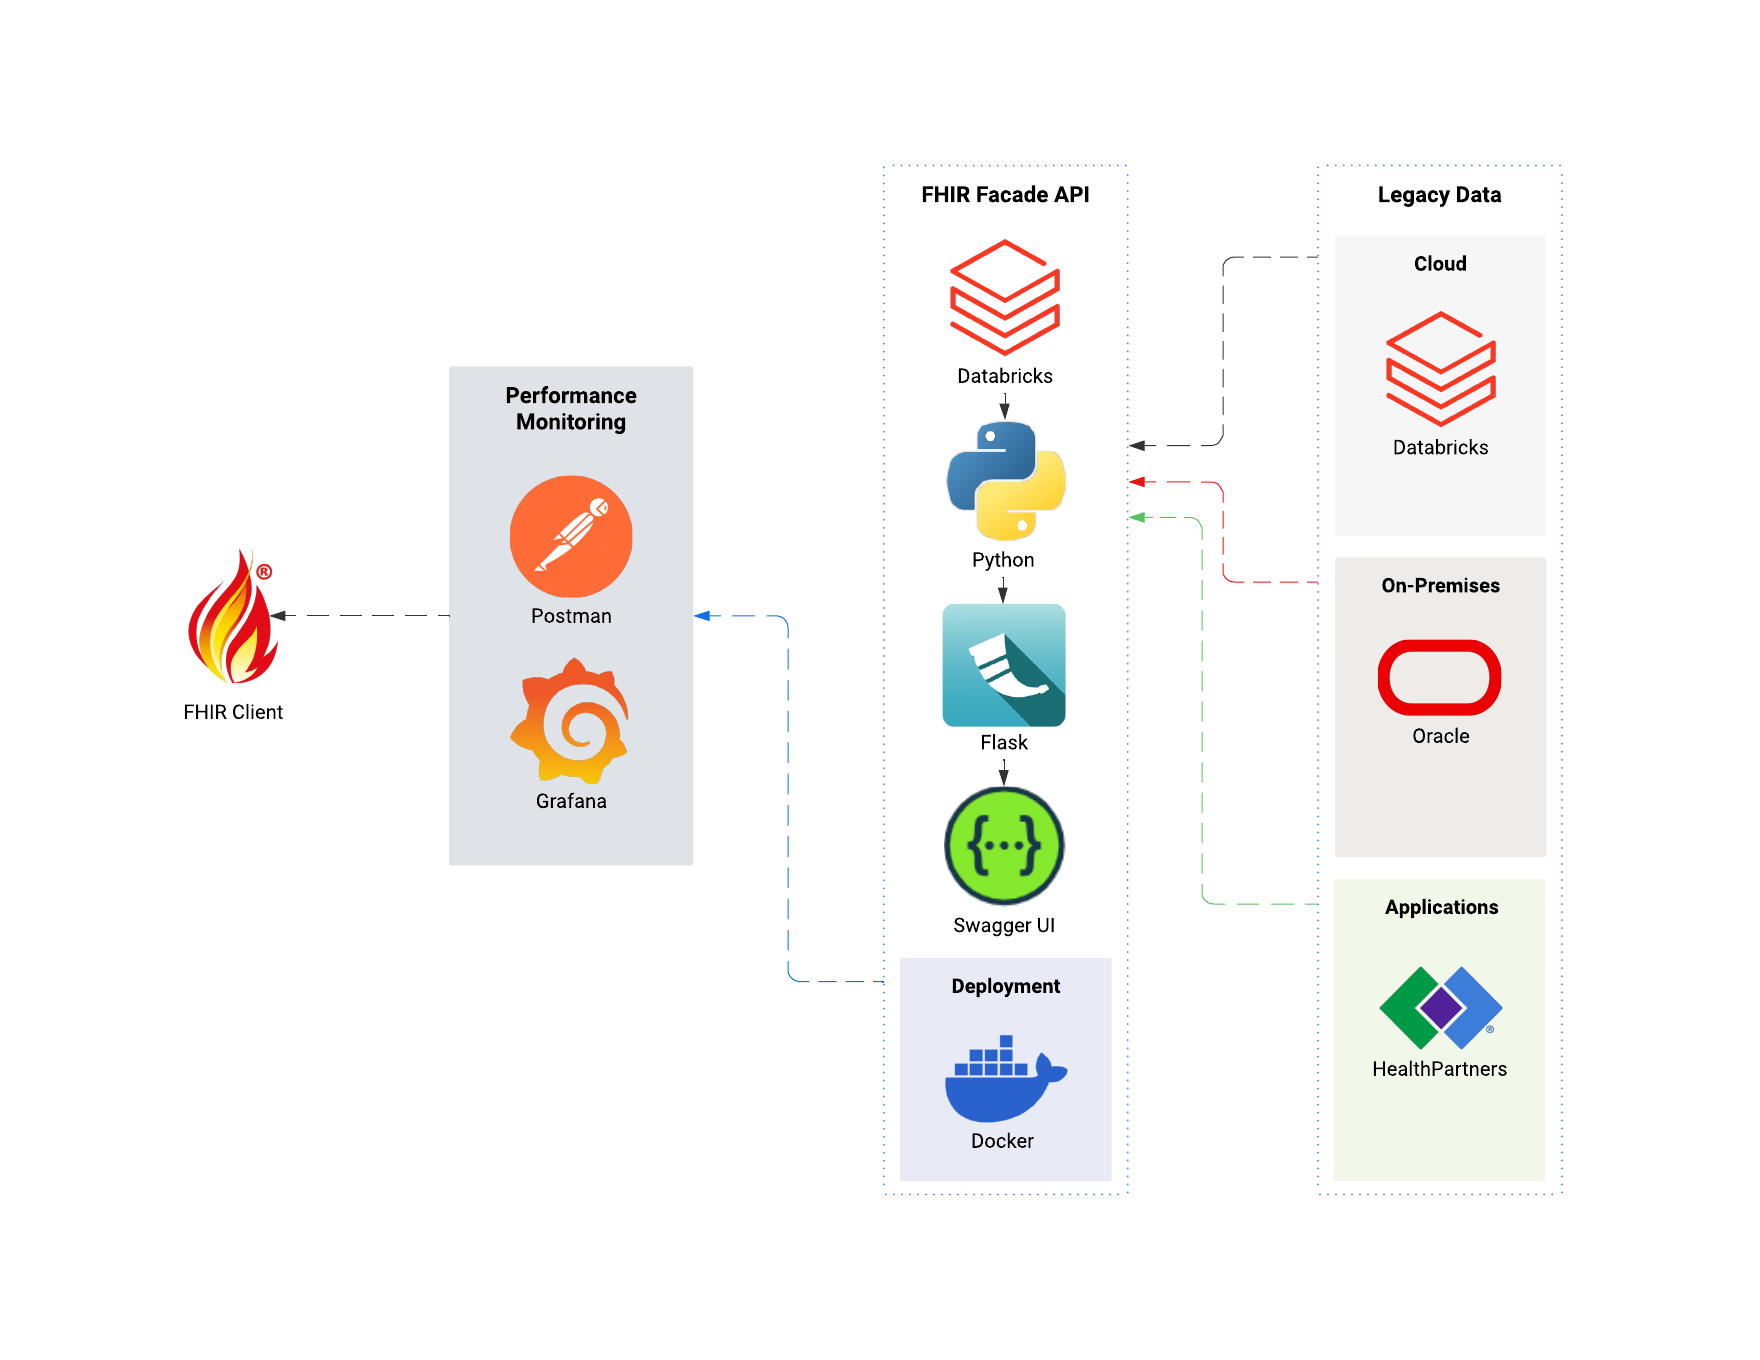 ®
FHIR Client
Performance
Monitoring
Postman
Grafana
FHIR Facade API
Databricks
Python
Flask
{...}
Swagger UI
Deployment
Docker
Legacy Data
Cloud
Databricks
On-Premises
Oracle
Applications
®
HealthPartners